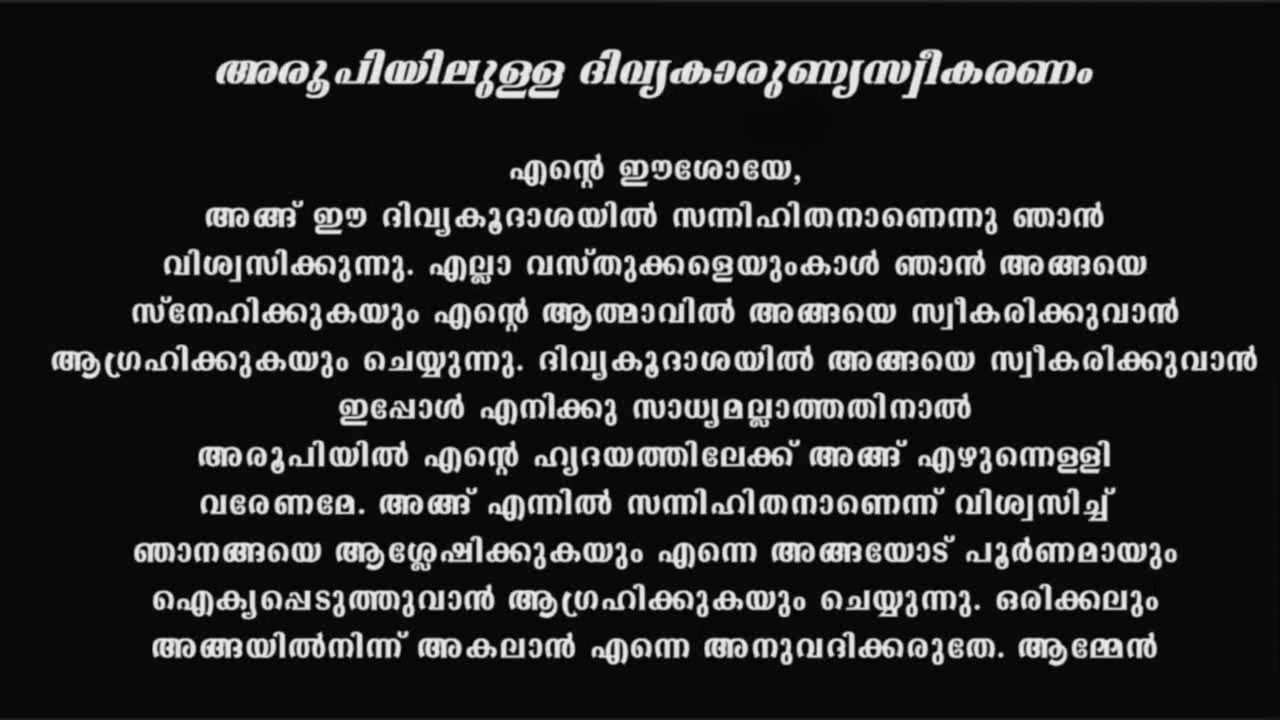 അരൂപിയിലുള്ള ദിവ്യകാരുണ്യസ്വീകരണം
എന്റെ ഈശോയേ,
അങ്ങ് ഈ ദിവ്യകൂദാശയിൽ സന്നിഹിതനാണെന്നു ഞാൻ
വിശ്വസിക്കുന്നു. എല്ലാ വസ്തുക്കളെയുംകാൾ ഞാൻ അങ്ങയെ
സ്നേഹിക്കുകയും എന്റെ ആത്മാവിൽ അങ്ങയെ സ്വീകരിക്കുവാൻ
ആഗ്രഹിക്കുകയും ചെയ്യുന്നു. ദിവ്യകൂദാശയിൽ അങ്ങയെ സ്വീകരിക്കുവാൻ
ഇപ്പോൾ എനിക്കു സാധ്യമല്ലാത്തതിനാൽ
അരൂപിയിൽ എന്റെ ഹൃദയത്തിലേക്ക് അങ്ങ് എഴുന്നെള്ളി
വരേണമേ. അങ്ങ് എന്നിൽ സന്നിഹിതനാണെന്ന് വിശ്വസിച്ച്
ഞാനങ്ങയെ ആശ്ലേഷിക്കുകയും എന്നെ അങ്ങയോട് പൂർണമായും
ഐക്യപ്പെടുത്തുവാൻ ആഗ്രഹിക്കുകയും ചെയ്യുന്നു. ഒരിക്കലും
അങ്ങയിൽനിന്ന് അകലാൻ എന്നെ അനുവദിക്കരുതേ. ആമ്മേൻ